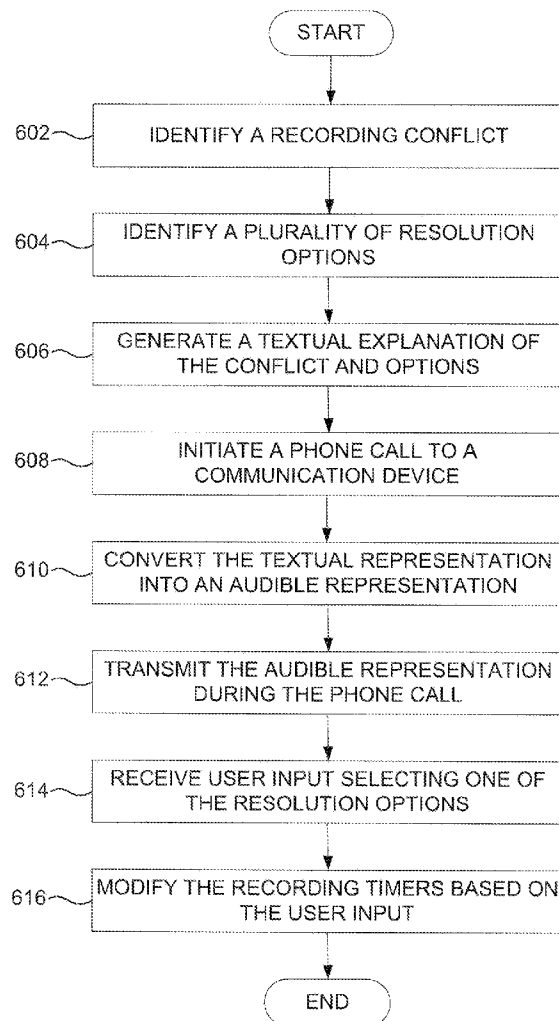 START
602
IDENTIFY A RECORDING CONFLICT
604
IDENTIFY A PLURALITY OF RESOLUTION
OPTIONS
606
GENERATE A TEXTUAL EXPLANATION OF
THE CONFLICT AND OPTIONS
608
INITIATE A PHONE CALL TO A
COMMUNICATION DEVICE
610
CONVERT THE TEXTUAL REPRESENTATION
INTO AN AUDIBLE REPRESENTATION
612
TRANSMIT THE AUDIBLE REPRESENTATION
DURING THE PHONE CALL
614
RECEIVE USER INPUT SELECTING ONE OF
THE RESOLUTION OPTIONS
616
MODIFY THE RECORDING TIMERS BASED ON
THE USER INPUT
END